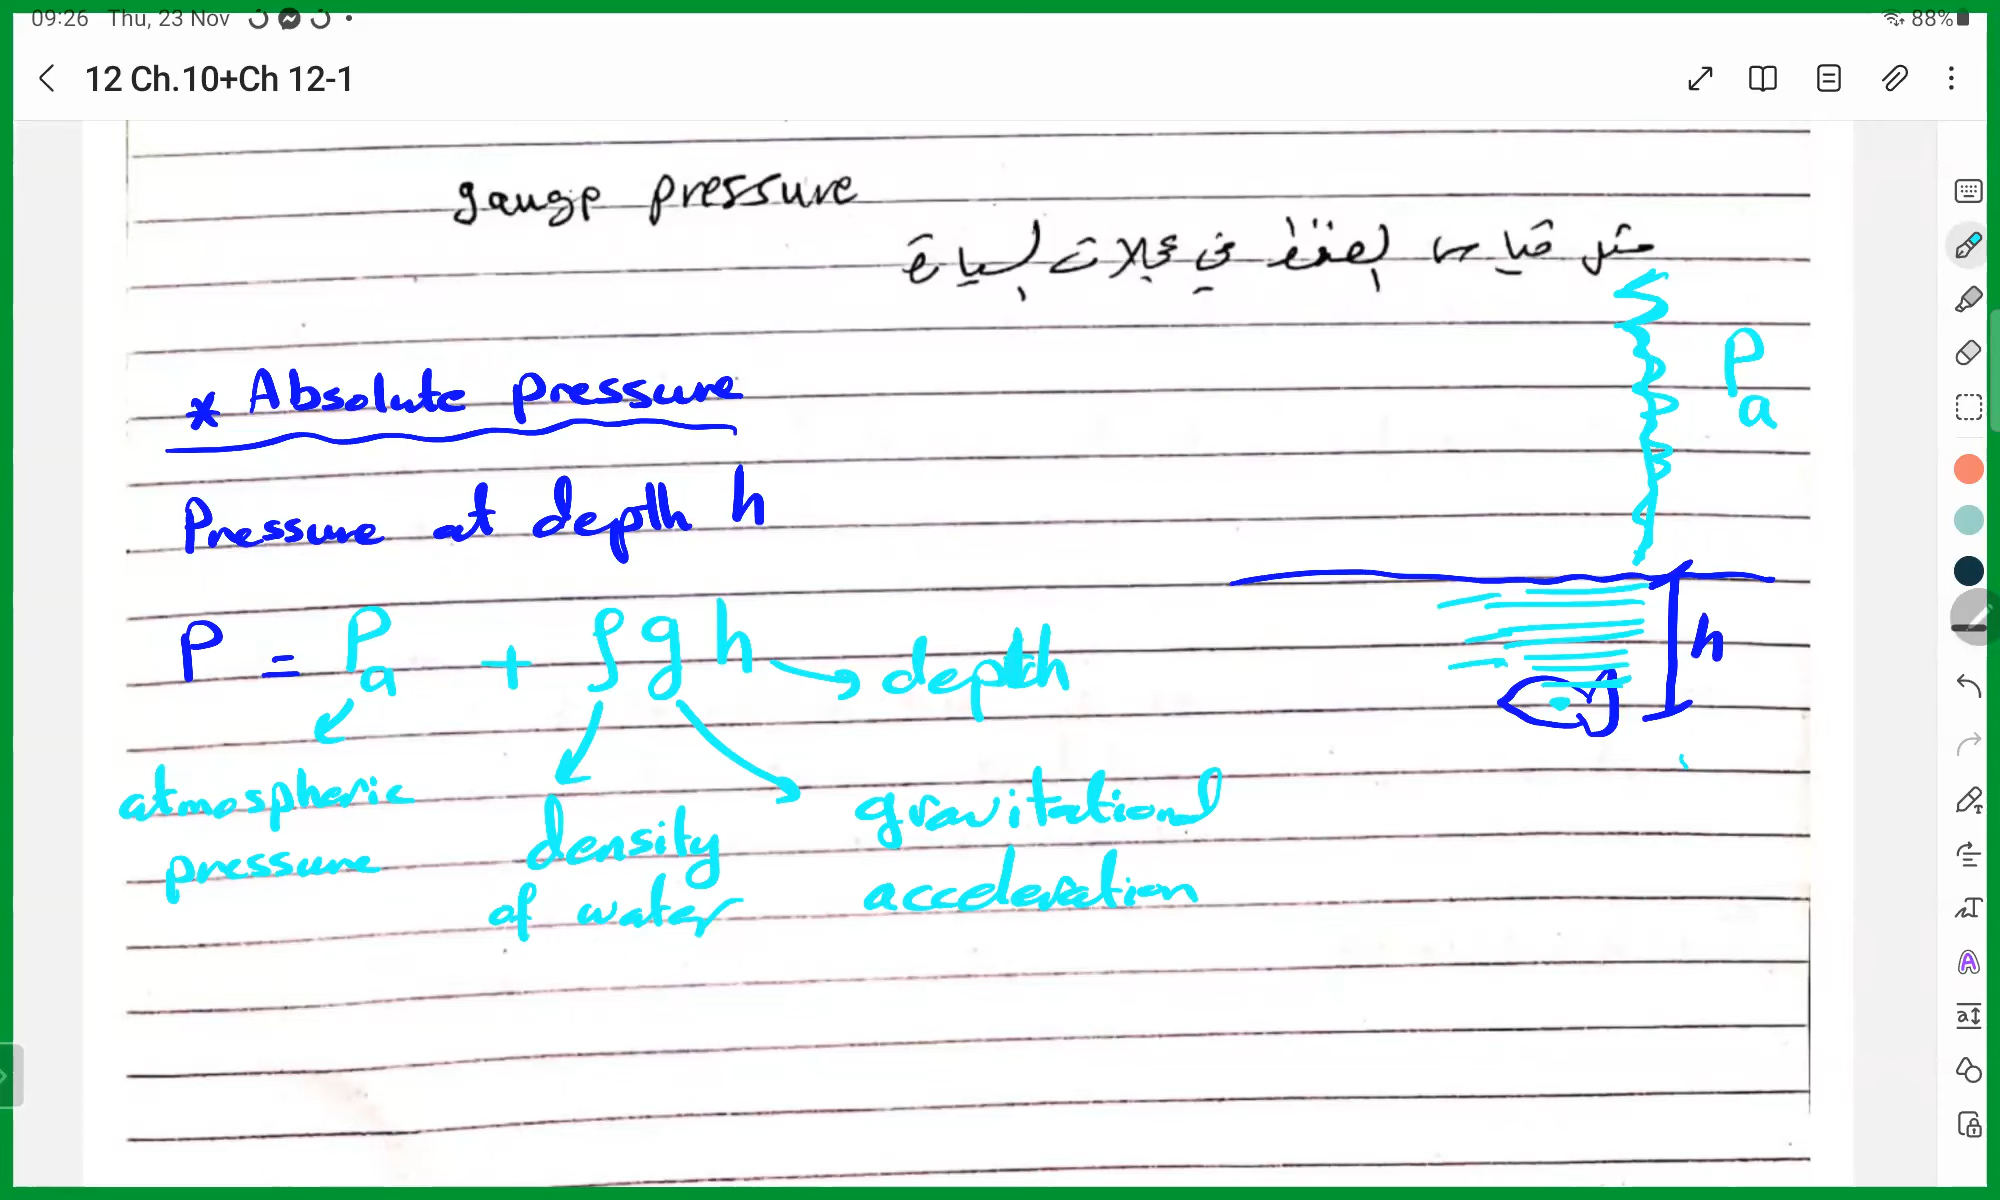 09:26 Thu, 23 Nov 88%
12 Ch.10+Ch 12-1
gauge pressure
مثل قياس الضغط في عجلات السيارة
P
a
* Absolute pressure
Pressure at depth h
P = Pa + ρgh → depth
h
atmospheric
pressure
density
of water
gravitational
acceleration